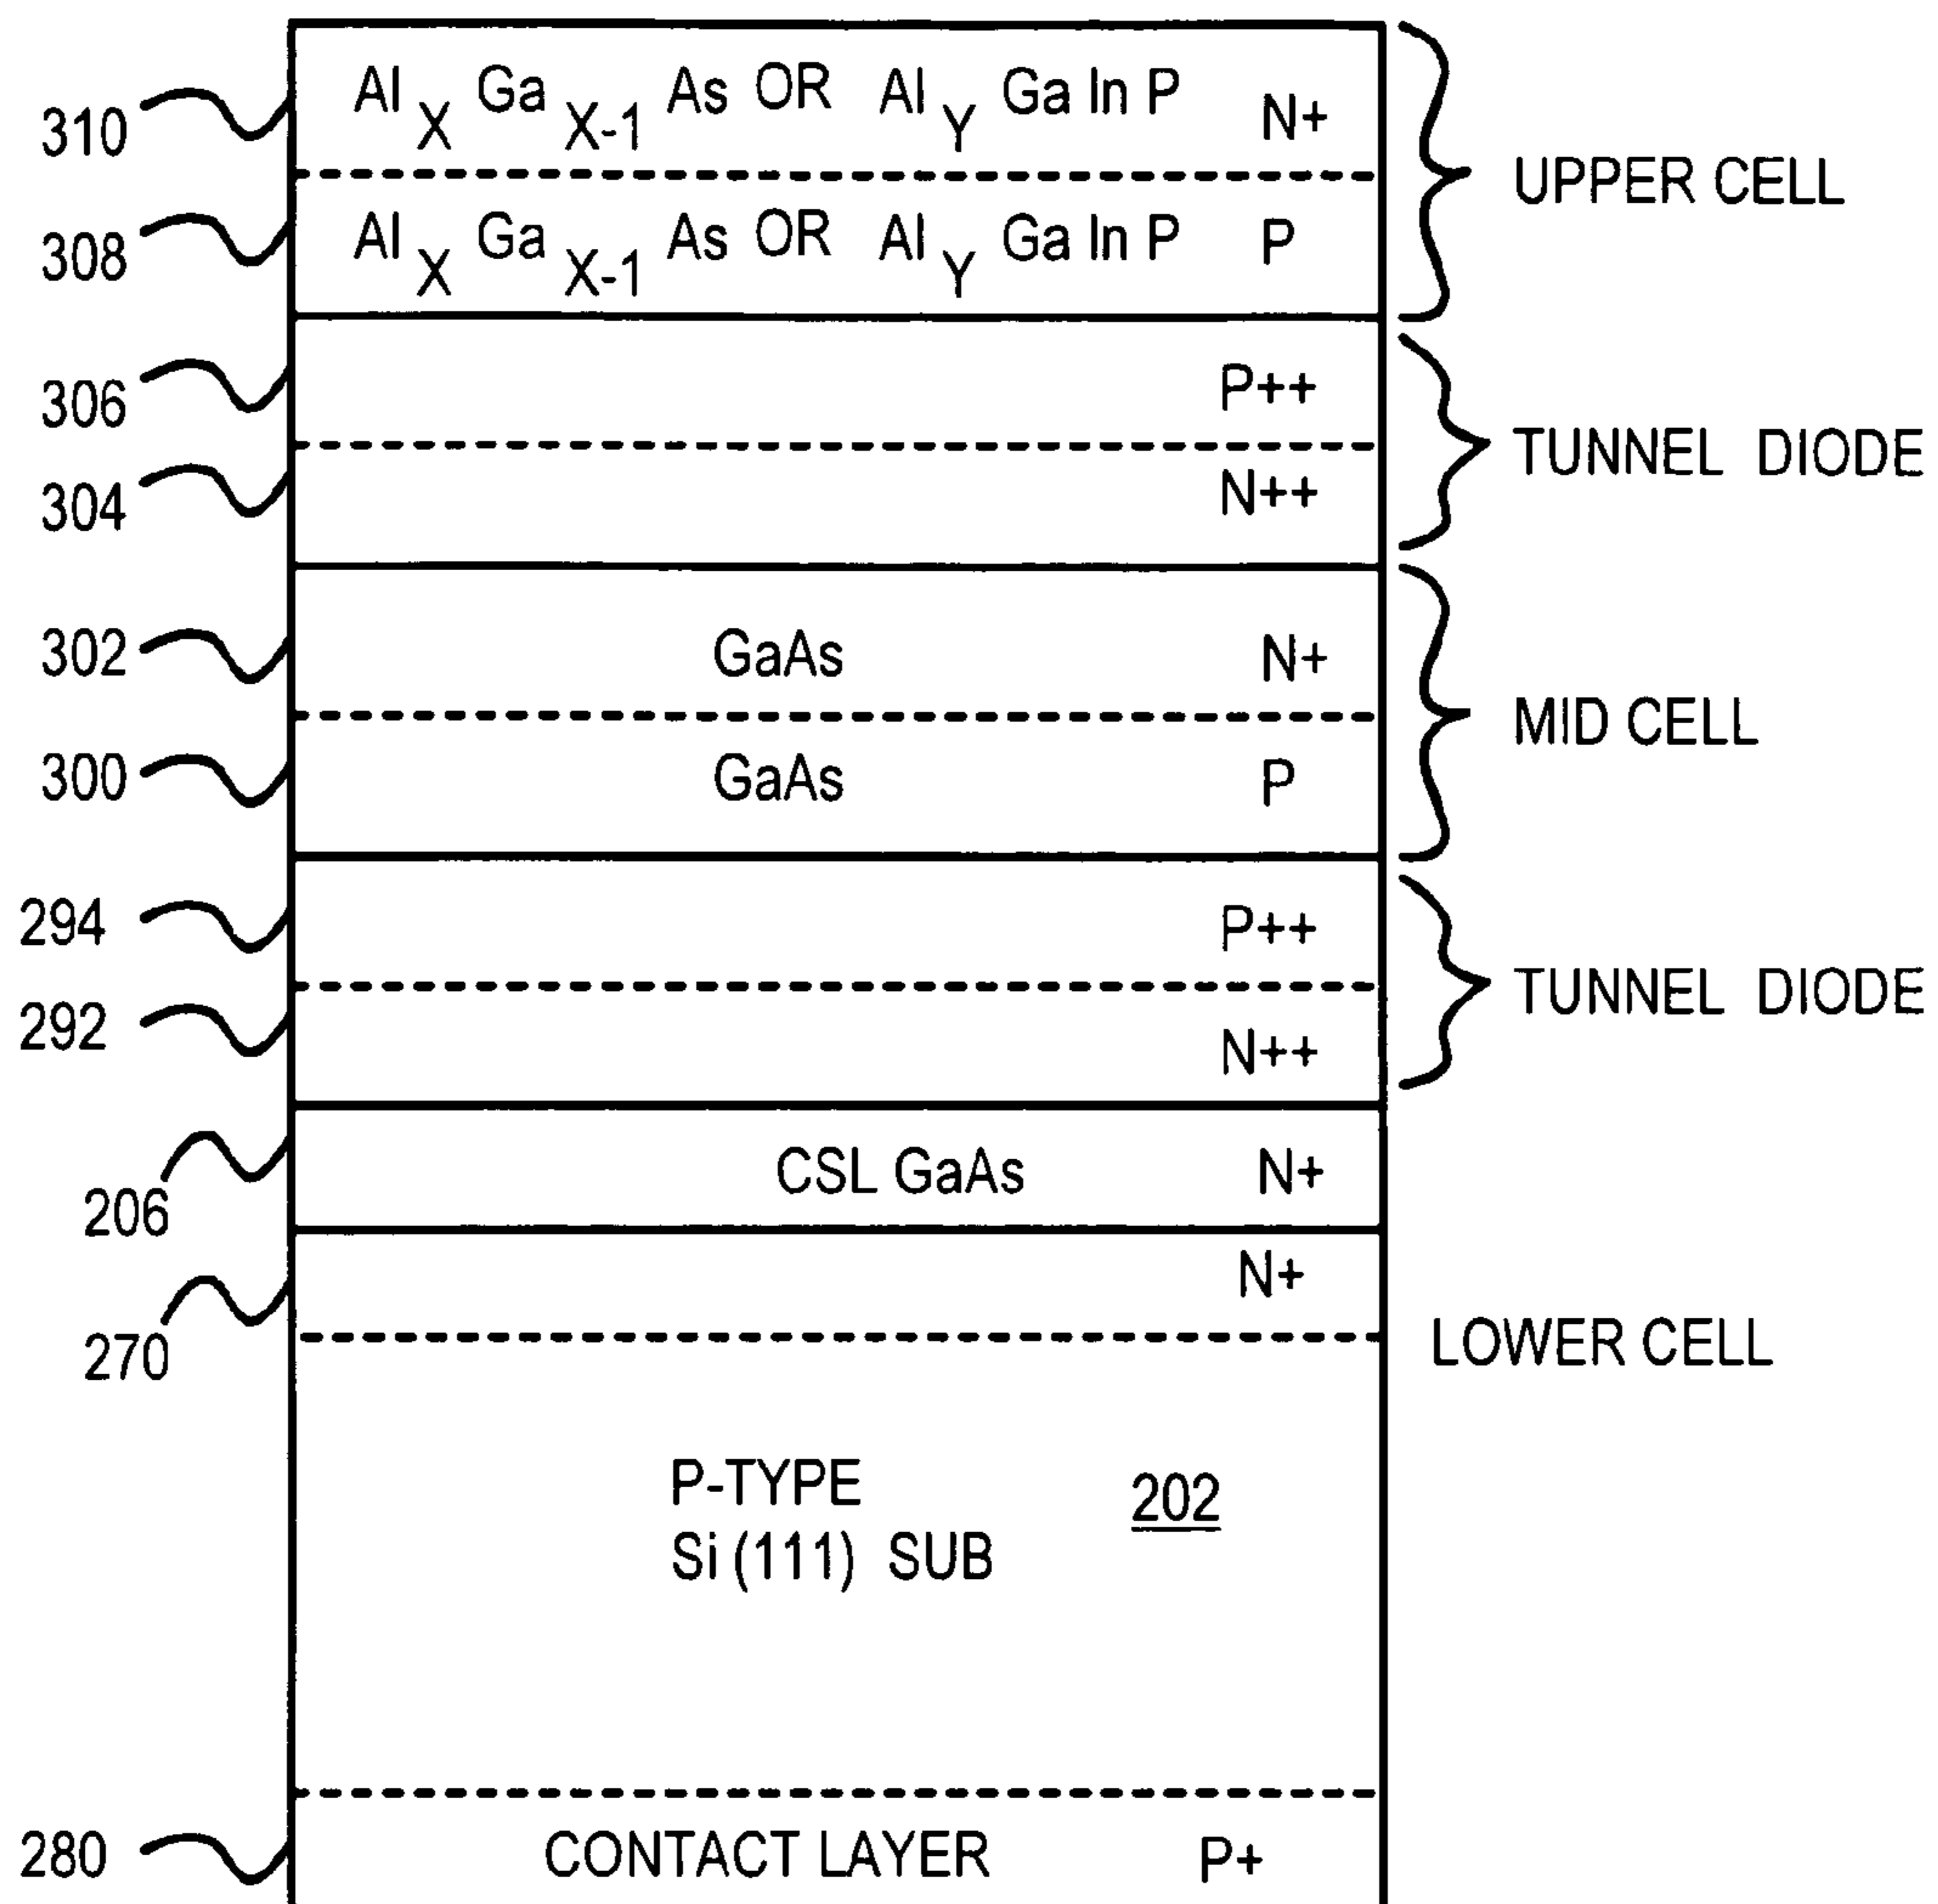 310 Al X Ga X-1 As OR Al Y Ga In P N+
UPPER CELL
308 Al X Ga X-1 As OR Al Y Ga In P P
306 P++
TUNNEL DIODE
304 N++
302 GaAs N+
MID CELL
300 GaAs P
294 P++
TUNNEL DIODE
292 N++
206 CSL GaAs N+
270 N+
LOWER CELL
P-TYPE 202
Si (111) SUB
280 CONTACT LAYER P+